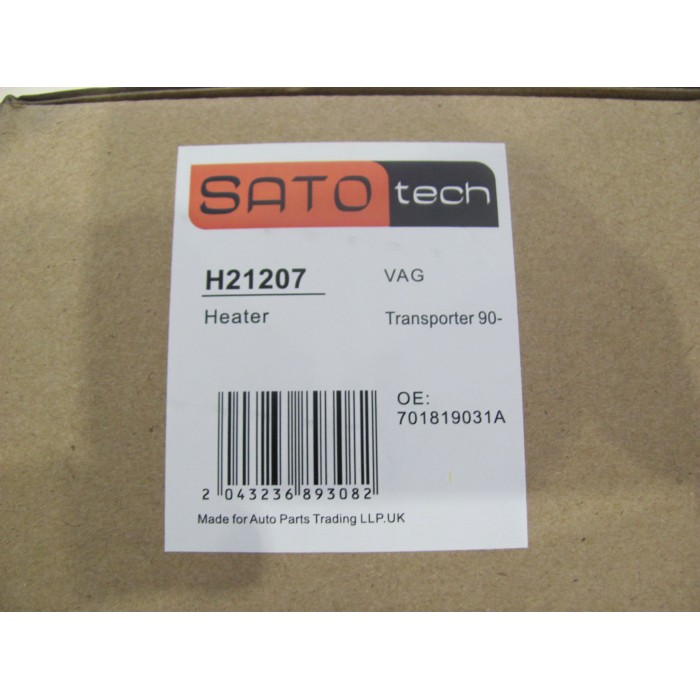 SATO tech
H21207
VAG
Heater
Transporter 90-
OE:
701819031A
2 043236 893082
Made for Auto Parts Trading LLP.UK